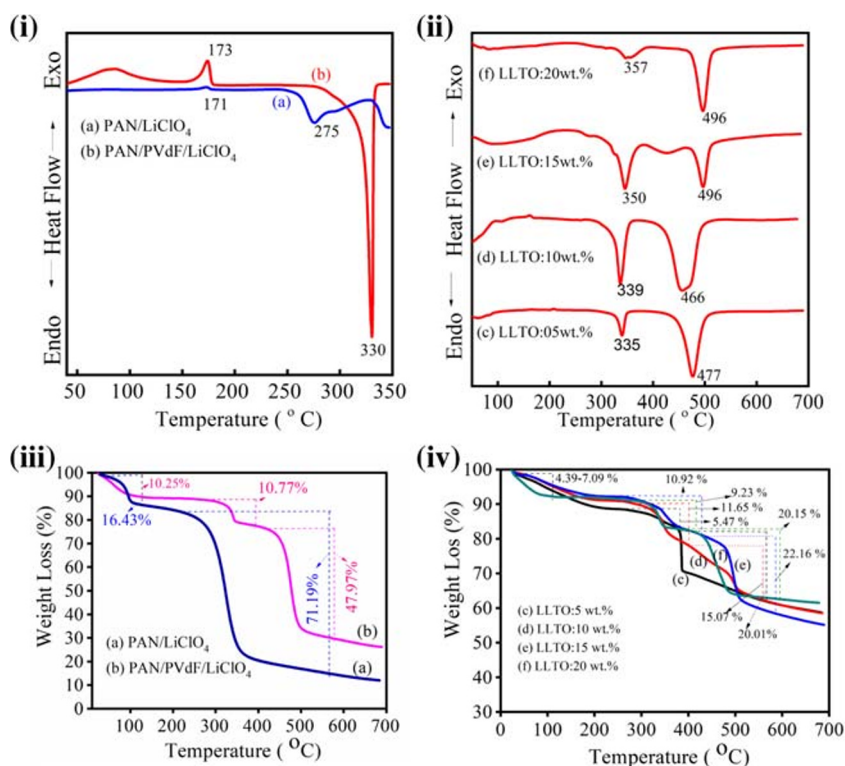 (i)
Endo ← Heat Flow → Exo
173
171
(b)
(a)
275
330
(a) PAN/LiClO₄
(b) PAN/PVdF/LiClO₄
50 100 150 200 250 300 350
Temperature ( °C)
(ii)
Endo ← Heat Flow → Exo
(f) LLTO:20wt.%
357
496
(e) LLTO:15wt.%
350
496
(d) LLTO:10wt.%
339
466
(c) LLTO:05wt.%
335
477
100 200 300 400 500 600 700
Temperature ( °C)
(iii)
Weight Loss (%)
100
90
80
70
60
50
40
30
20
10
0
10.25%
16.43%
10.77%
71.19%
47.97%
(b)
(a)
(a) PAN/LiClO₄
(b) PAN/PVdF/LiClO₄
100 200 300 400 500 600 700
Temperature ( °C)
(iv)
Weight Los (%)
100
90
80
70
60
50
40
30
4.39-7.09 %
10.92 %
9.23 %
11.65 %
5.47 %
20.15 %
22.16 %
15.07 %
20.01%
(d)
(f)
(e)
(c)
(c) LLTO:5 wt.%
(d) LLTO:10 wt.%
(e) LLTO:15 wt.%
(f) LLTO:20 wt.%
0 100 200 300 400 500 600 700
Temperature ( °C)